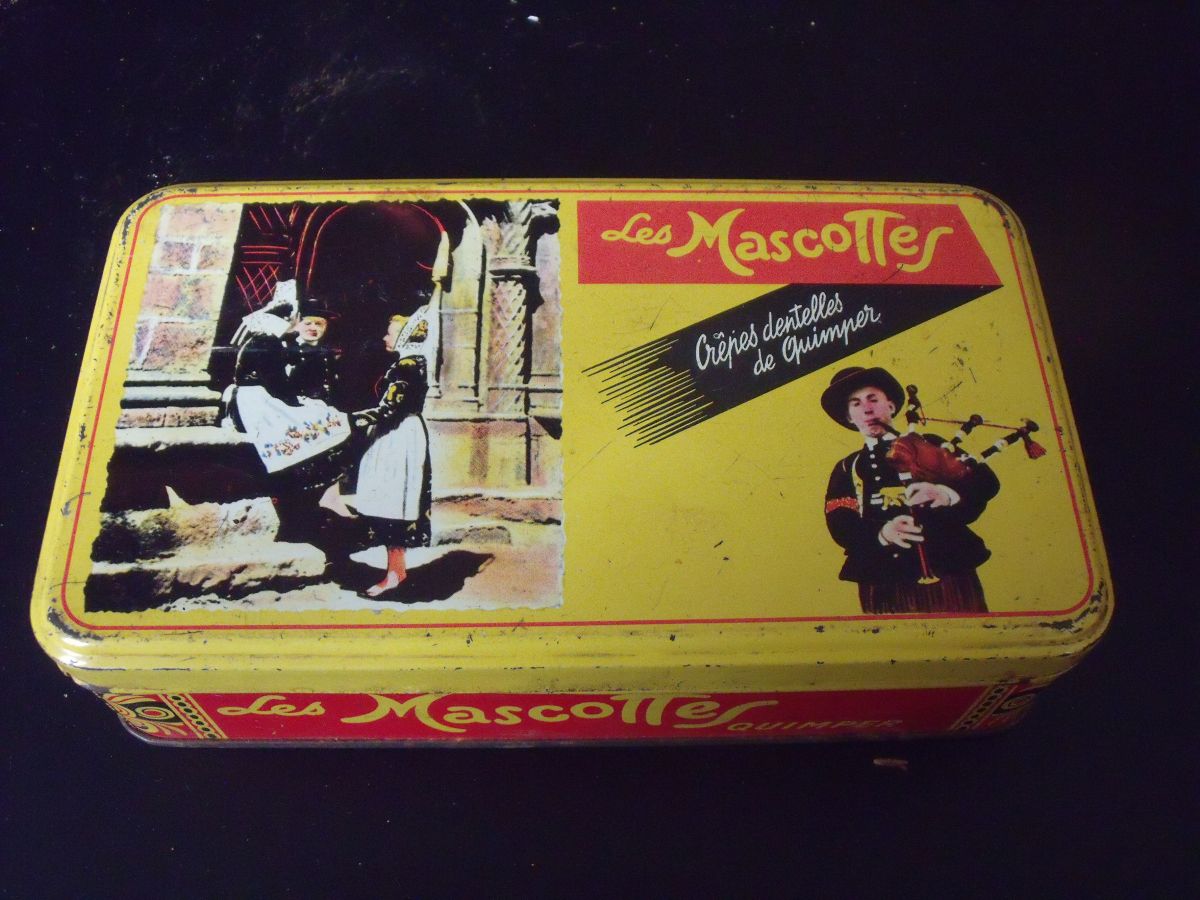 Les Mascottes
Crêpes dentelles
de Quimper
Les Mascottes QUIMPER